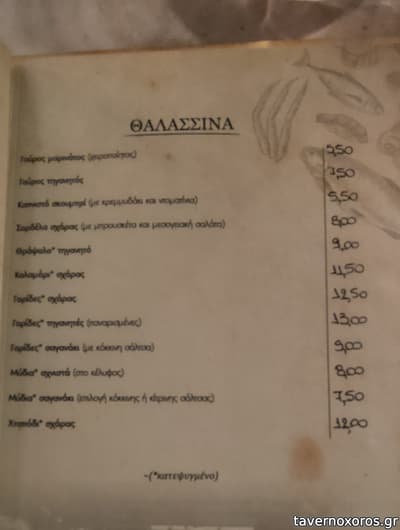 ΘΑΛΑΣΣΙΝΑ
Γαύρος μαρινάτος (χειροποίητος) 5,50
Γαύρος τηγανητός 7,50
Καπνιστό σκουμπρί (με κρεμμυδάκι και ντοματίνια) 5,50
Σαρδέλα σχάρας (με μπρουσκέτα και μεσογειακή σαλάτα) 8,00
Θράψαλο* τηγανητό 9,00
Καλαμάρι* σχάρας 11,50
Γαρίδες* σχάρας 12,50
Γαρίδες* τηγανητές (παναρισμένες) 13,00
Γαρίδες* σαγανάκι (με κόκκινη σάλτσα) 9,00
Μύδια* αχνιστά (στο κέλυφος) 8,00
Μύδια* σαγανάκι (επιλογή κόκκινης ή κίτρινης σάλτσας) 7,50
Χταπόδι* σχάρας 12,00
~(*κατεψυγμένο)
tavernoxoros.gr